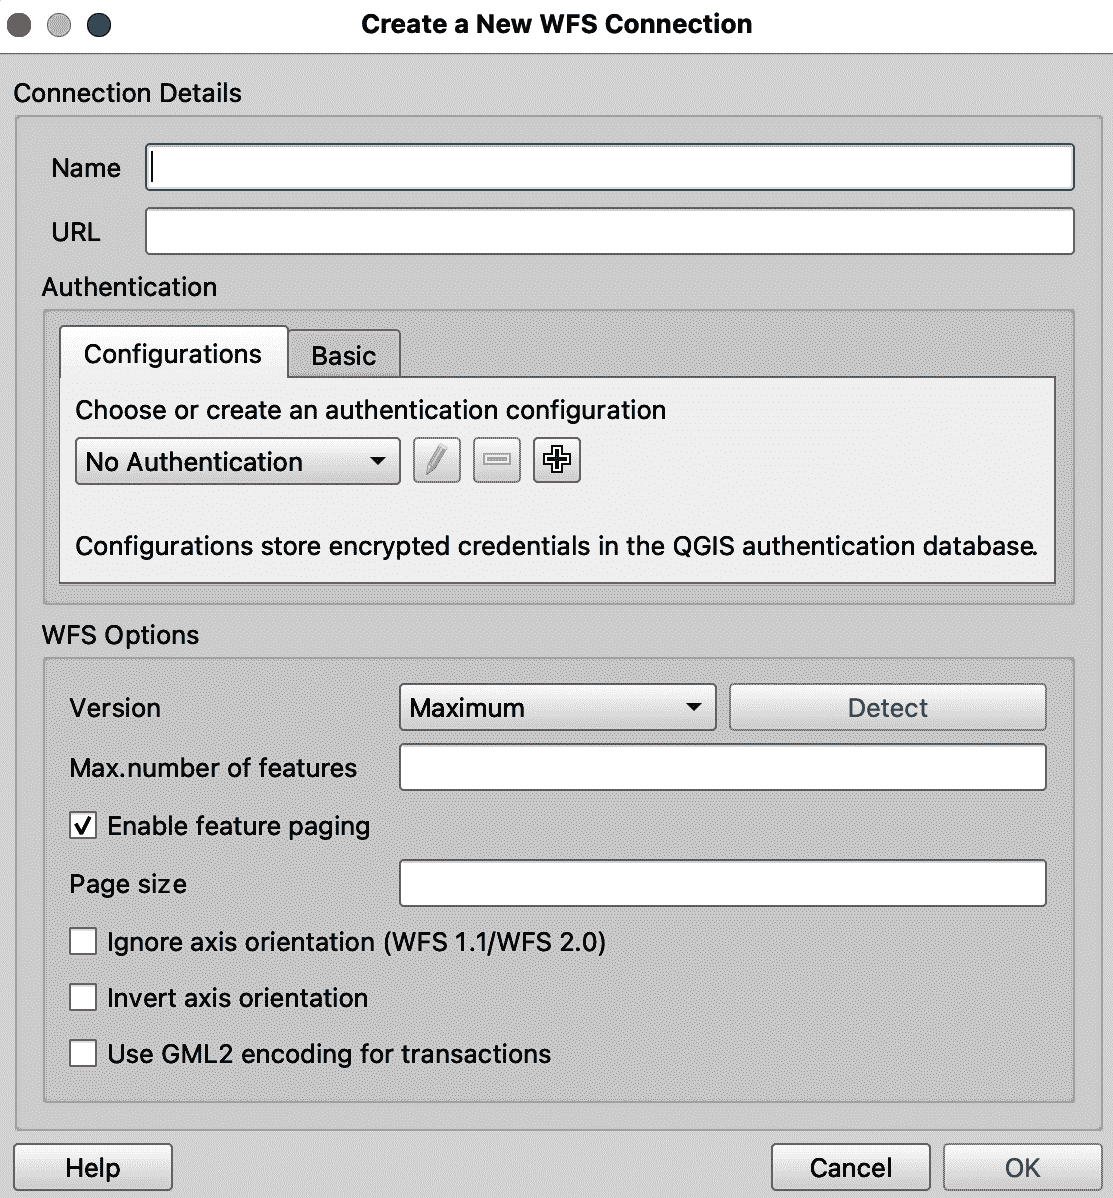 Create a New WFS Connection
Connection Details
Name
URL
Authentication
Configurations
Basic
Choose or create an authentication configuration
No Authentication
Configurations store encrypted credentials in the QGIS authentication database.
WFS Options
Version
Maximum
Detect
Max.number of features
Enable feature paging
Page size
Ignore axis orientation (WFS 1.1/WFS 2.0)
Invert axis orientation
Use GML2 encoding for transactions
Help
Cancel
OK